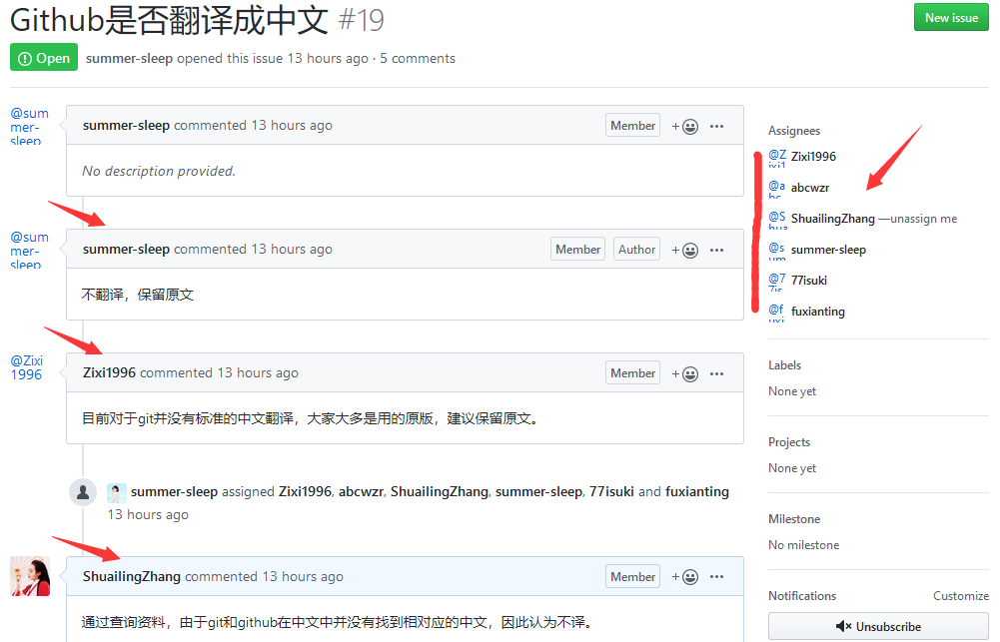 Github是否翻译成中文 #19
New issue
Open summer-sleep opened this issue 13 hours ago · 5 comments
@sum
mer-
sleep
summer-sleep commented 13 hours ago Member
No description provided.
@sum
mer-
sleep
summer-sleep commented 13 hours ago Member Author
不翻译，保留原文
@Zixi
1996
Zixi1996 commented 13 hours ago Member
目前对于git并没有标准的中文翻译，大家大多是用的原版，建议保留原文。
summer-sleep assigned Zixi1996, abcwzr, ShuailingZhang, summer-sleep, 77isuki and fuxianting
13 hours ago
ShuailingZhang commented 13 hours ago Member
通过查询资料，由于git和github在中文中并没有找到相对应的中文，因此认为不译。
Assignees
@Z Zixi1996
@a abcwzr
@S ShuailingZhang —unassign me
@s summer-sleep
@7 77isuki
@f fuxianting
Labels
None yet
Projects
None yet
Milestone
No milestone
Notifications Customize
Unsubscribe